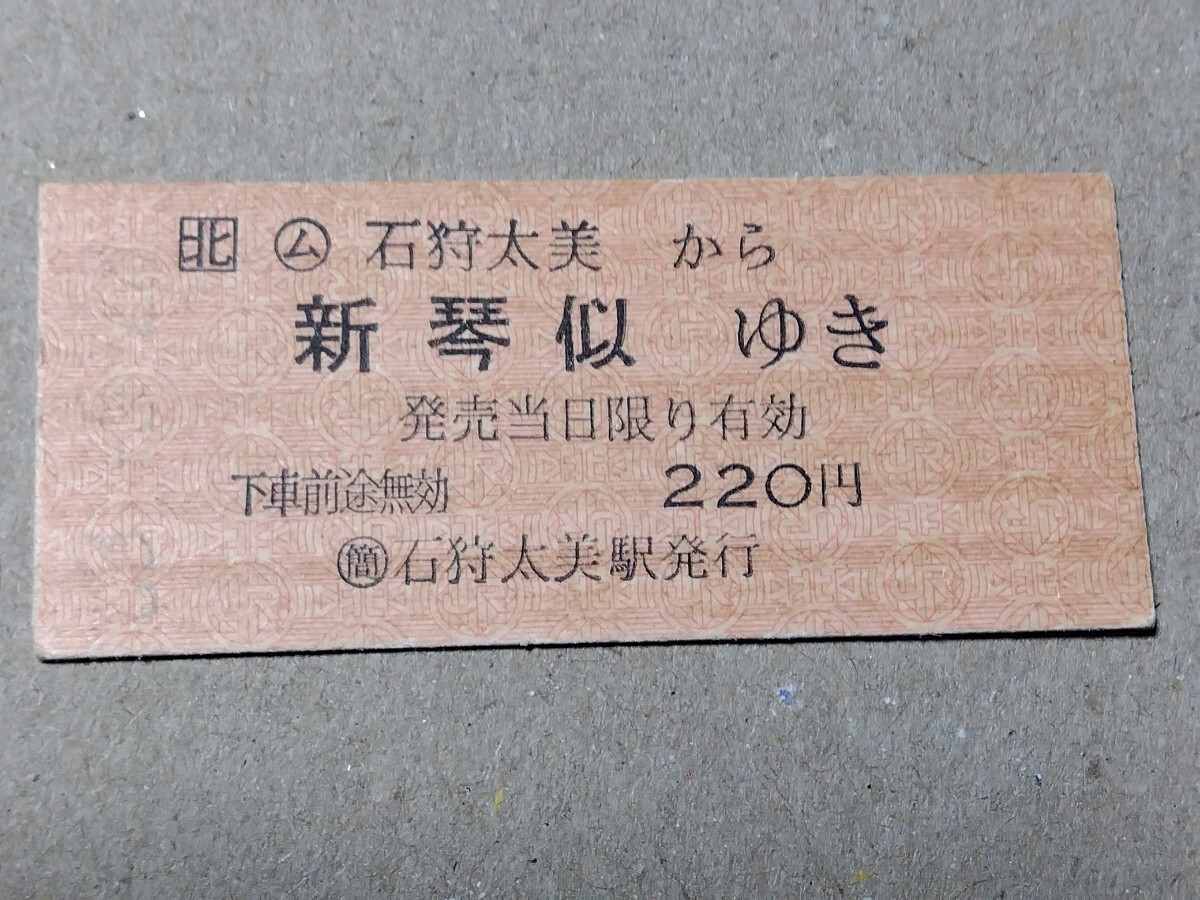 北 ム 石狩太美 から
新琴似 ゆき
発売当日限り有効
下車前途無効 220円
簡石狩太美駅発行